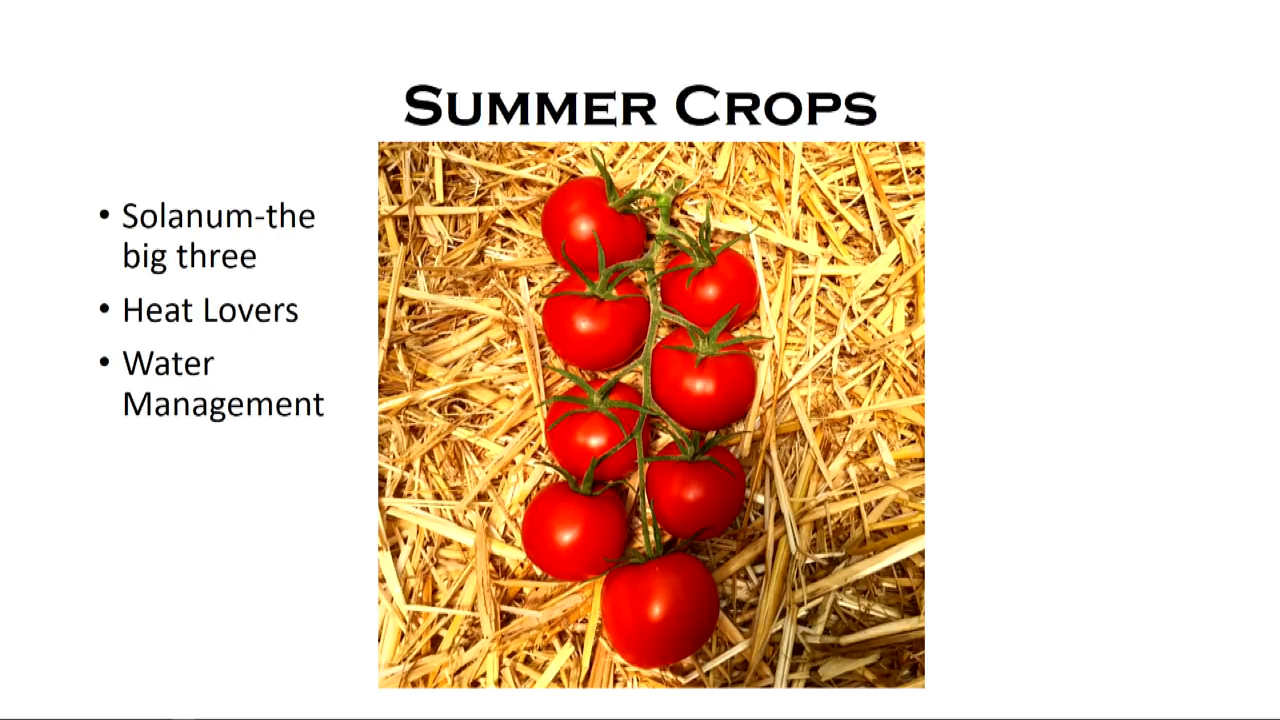 Summer Crops
• Solanum-the
big three
• Heat Lovers
• Water
Management